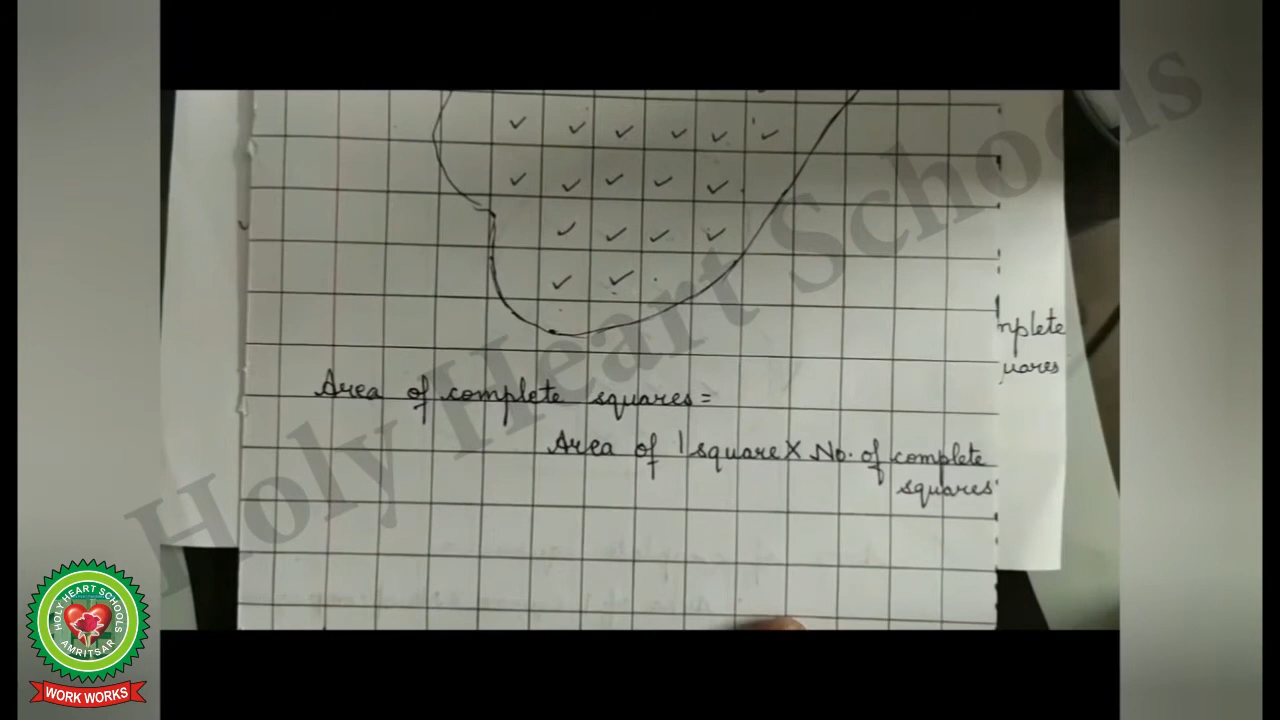 Area of complete squares=
Area of 1 square X No. of complete
squares
mplete
uares
Holy Heart Schools
HOLY HEART SCHOOLS
AMRITSAR
WORK WORKS